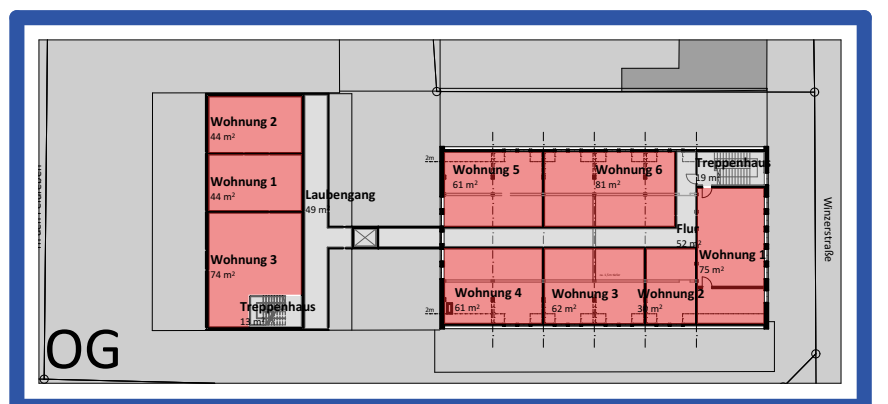 Wohnung 2
44 m²
Wohnung 1
44 m²
Laubengang
49 m²
Wohnung 3
74 m²
Treppenhaus
13 m²
OG
2m
Wohnung 5
61 m²
Wohnung 6
81 m²
Treppenhaus
19 m²
Flur
52 m²
Wohnung 1
75 m²
Wohnung 4
61 m²
Wohnung 3
62 m²
Wohnung 2
2m
Winzerstraße